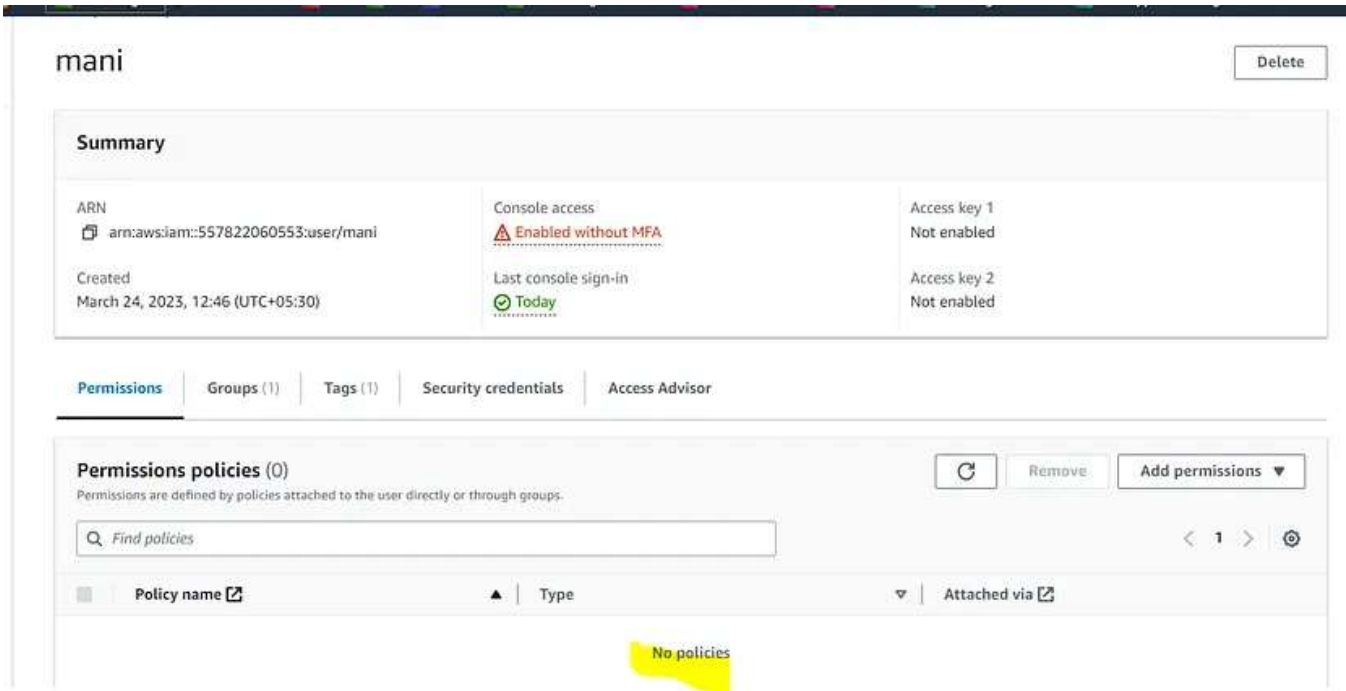 mani
Delete
Summary
ARN
arn:aws:iam::557822060553:user/mani
Created
March 24, 2023, 12:46 (UTC+05:30)
Console access
Enabled without MFA
Last console sign-in
Today
Access key 1
Not enabled
Access key 2
Not enabled
Permissions Groups (1) Tags (1) Security credentials Access Advisor
Permissions policies (0)
Permissions are defined by policies attached to the user directly or through groups.
Remove Add permissions
Find policies
1
Policy name Type Attached via
No policies